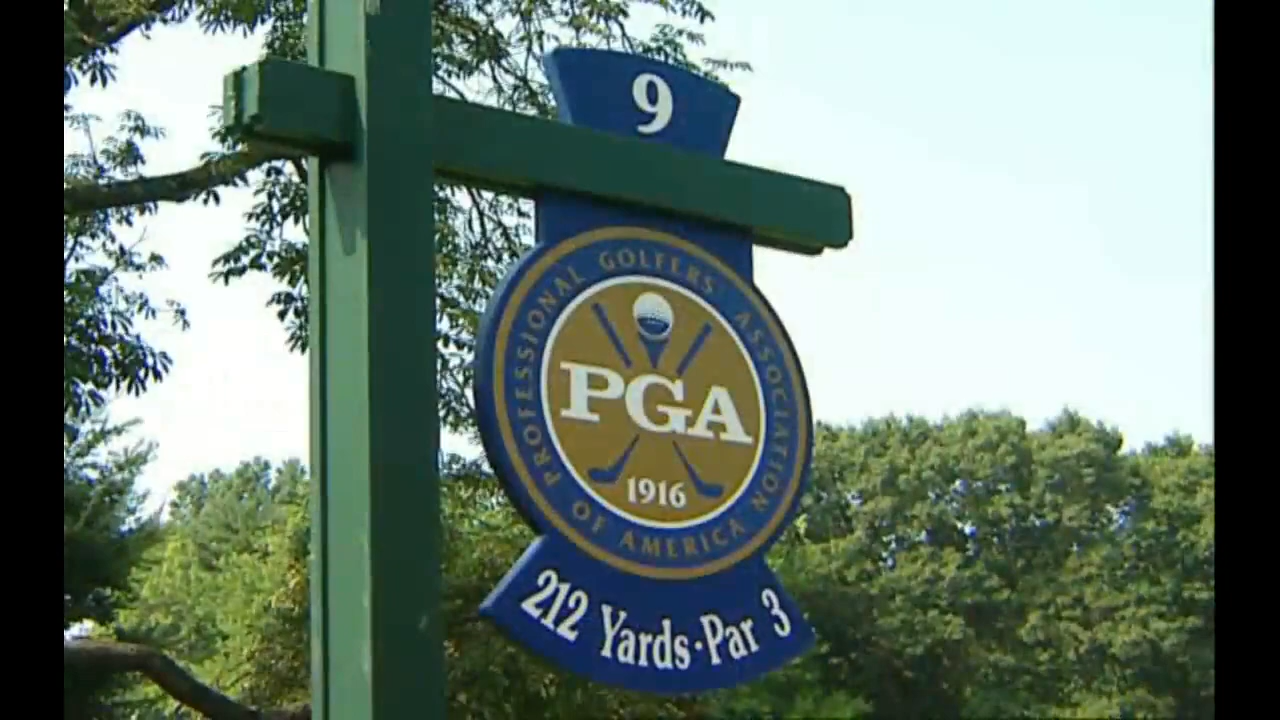 9
PROFESSIONAL GOLFERS' ASSOCIATION
OF AMERICA
PGA
1916
212 Yards·Par 3